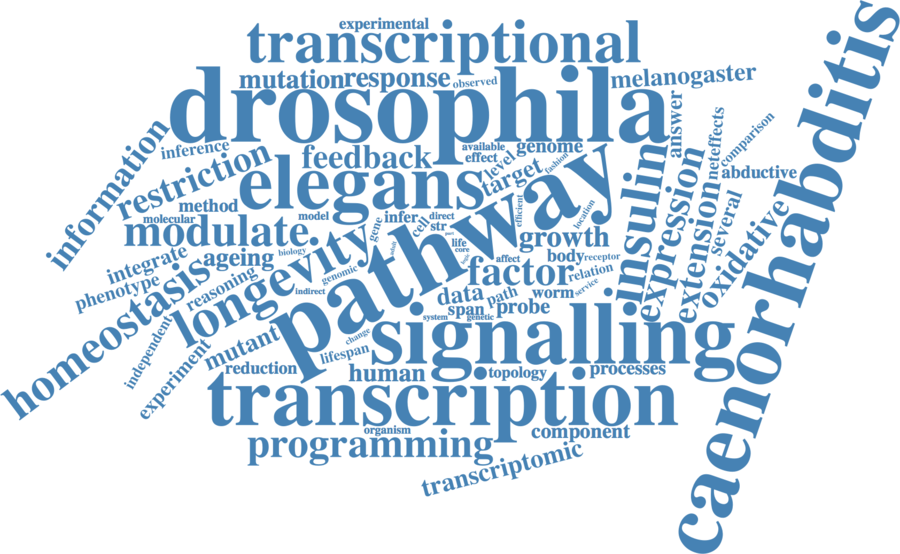 experimental
transcriptional
mutation
response
observed
melanogaster
drosophila
answer
neteffects
comparison
information
inference
restriction
feedback
available
effect
level
genome
target
fashion
abductive
elegans
pathway
insulin
expression
extension
several
oxidative
caenorhabditis
method
molecular
model
modulate
gene
infer
cell
direct
str
part
efficient
location
growth
integrate
ageing
biology
longevity
adult
life
core
logic
affect
body
receptor
factor
relation
phenotype
reasoning
genomic
indirect
homeostasis
data
path
worm
service
span
probe
system
genetic
signalling
independent
experiment
mutant
change
lifespan
reduction
human
topology
processes
transcription
organism
programming
component
transcriptomic